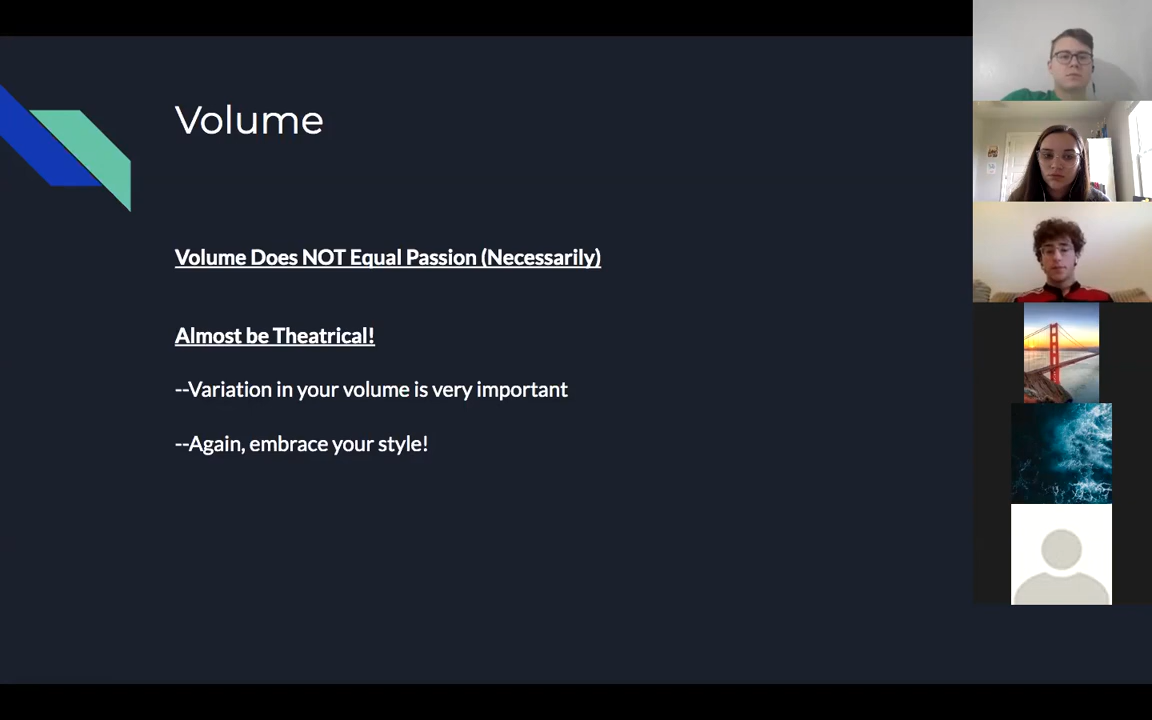 Volume
Volume Does NOT Equal Passion (Necessarily)
Almost be Theatrical!
--Variation in your volume is very important
--Again, embrace your style!